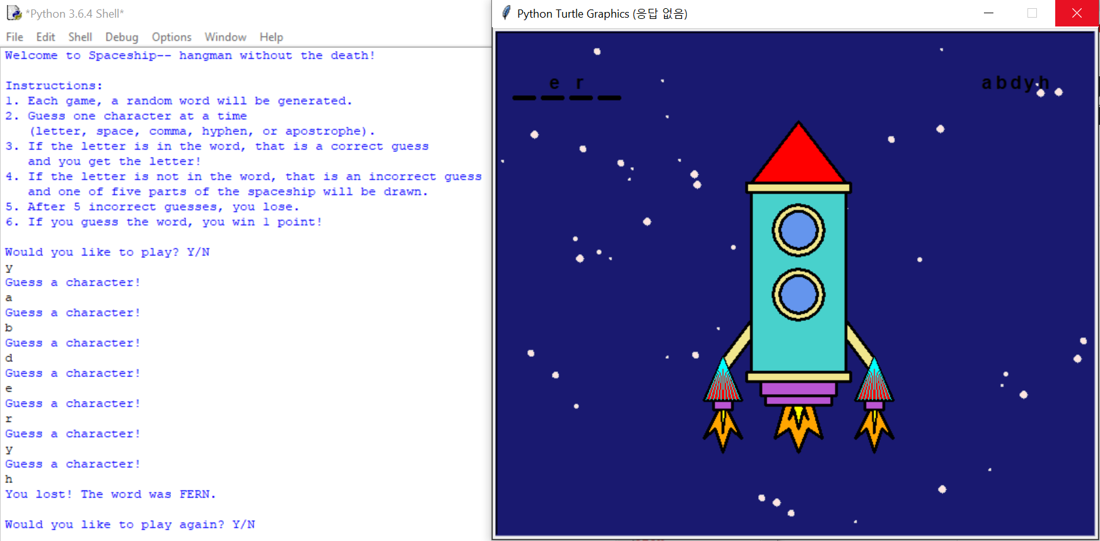 *Python 3.6.4 Shell*
File Edit Shell Debug Options Window Help
Welcome to Spaceship-- hangman without the death!
Instructions:
1. Each game, a random word will be generated.
2. Guess one character at a time
(letter, space, comma, hyphen, or apostrophe).
3. If the letter is in the word, that is a correct guess
and you get the letter!
4. If the letter is not in the word, that is an incorrect guess
and one of five parts of the spaceship will be drawn.
5. After 5 incorrect guesses, you lose.
6. If you guess the word, you win 1 point!
Would you like to play? Y/N
y
Guess a character!
a
Guess a character!
b
Guess a character!
d
Guess a character!
e
Guess a character!
r
Guess a character!
y
Guess a character!
h
You lost! The word was FERN.
Would you like to play again? Y/N
Python Turtle Graphics (응답 없음)
e r
a b d y h